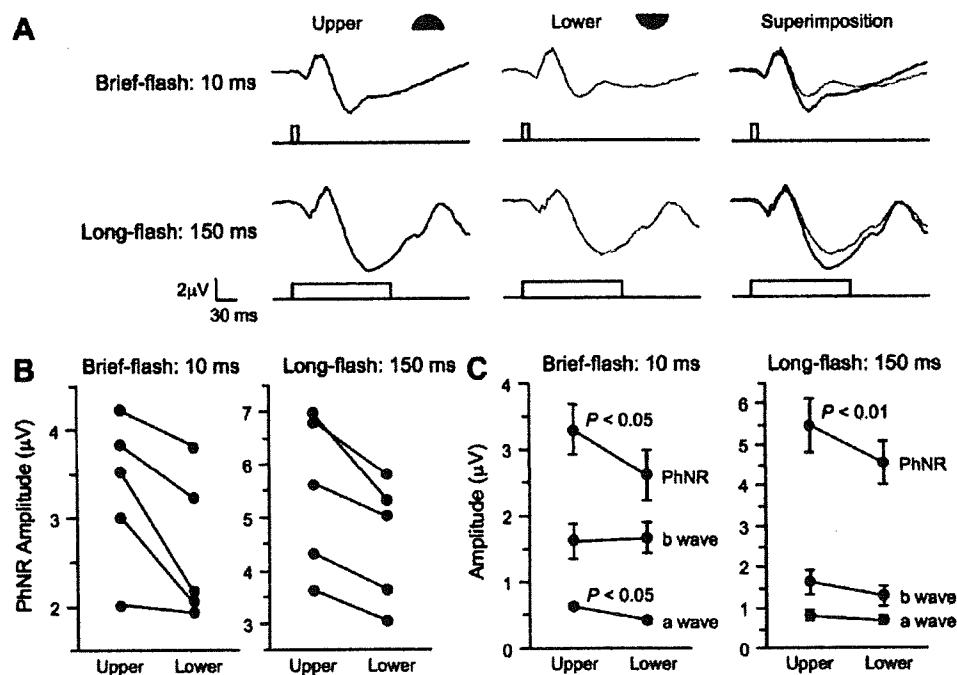 A
Upper
Lower
Superimposition
Brief-flash: 10 ms
Long-flash: 150 ms
2μV
30 ms
B
Brief-flash: 10 ms
Long-flash: 150 ms
PhNR Amplitude (μV)
4
3
2
7
6
5
4
3
Upper
Lower
Upper
Lower
C
Brief-flash: 10 ms
Long-flash: 150 ms
Amplitude (μV)
4
3
2
1
0
P < 0.05
PhNR
b wave
P < 0.05
a wave
6
5
4
3
2
1
0
P < 0.01
PhNR
b wave
a wave
Upper
Lower
Upper
Lower